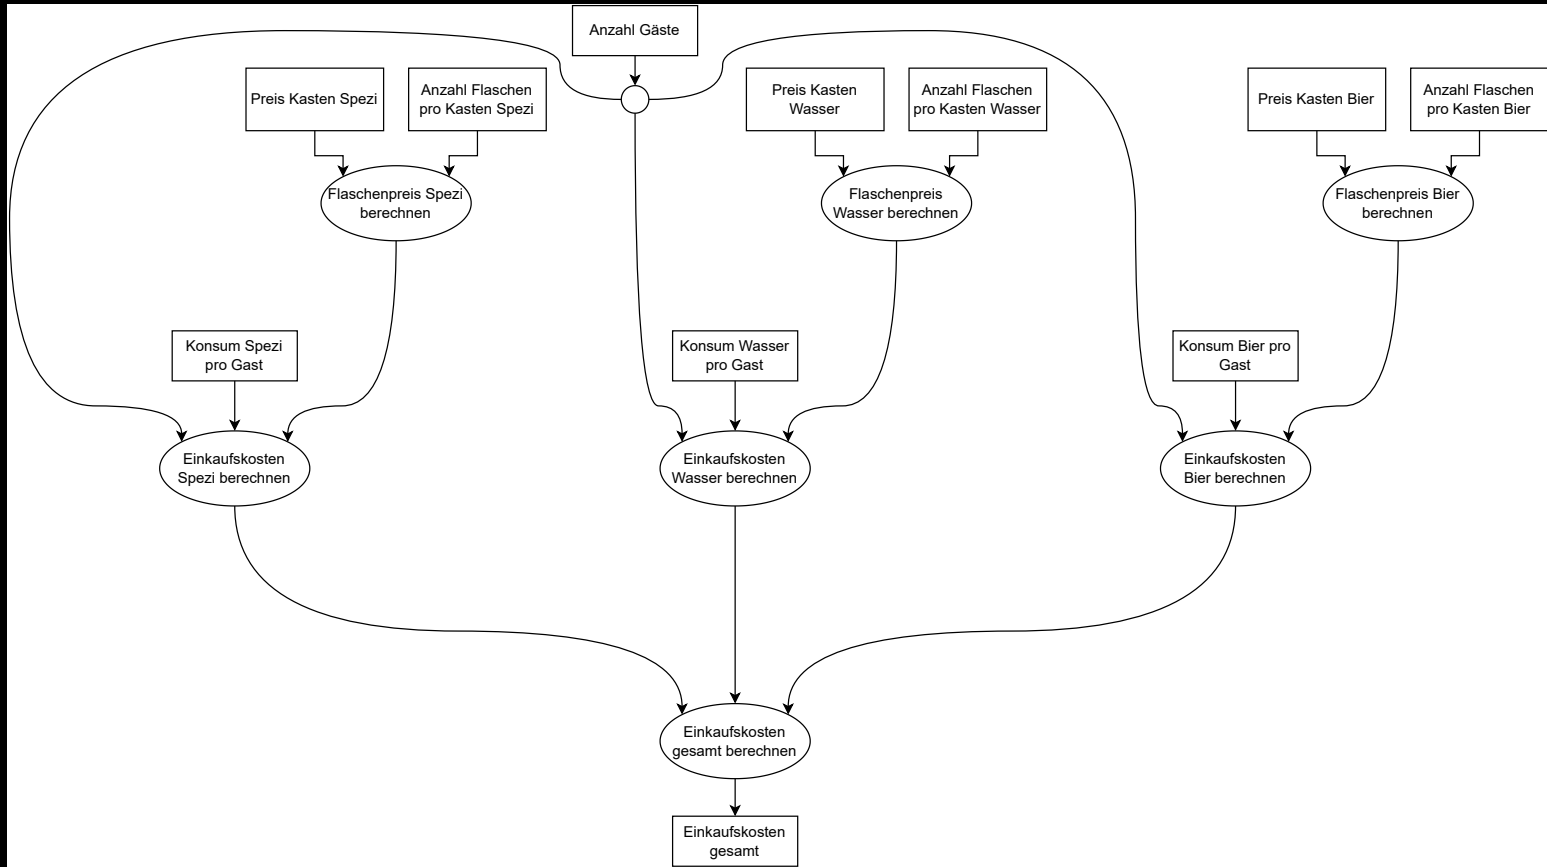 Anzahl Gäste
Preis Kasten Spezi
Anzahl Flaschen
pro Kasten Spezi
Preis Kasten
Wasser
Anzahl Flaschen
pro Kasten Wasser
Preis Kasten Bier
Anzahl Flaschen
pro Kasten Bier
Flaschenpreis Spezi
berechnen
Flaschenpreis
Wasser berechnen
Flaschenpreis Bier
berechnen
Konsum Spezi
pro Gast
Konsum Wasser
pro Gast
Konsum Bier pro
Gast
Einkaufskosten
Spezi berechnen
Einkaufskosten
Wasser berechnen
Einkaufskosten
Bier berechnen
Einkaufskosten
gesamt berechnen
Einkaufskosten
gesamt